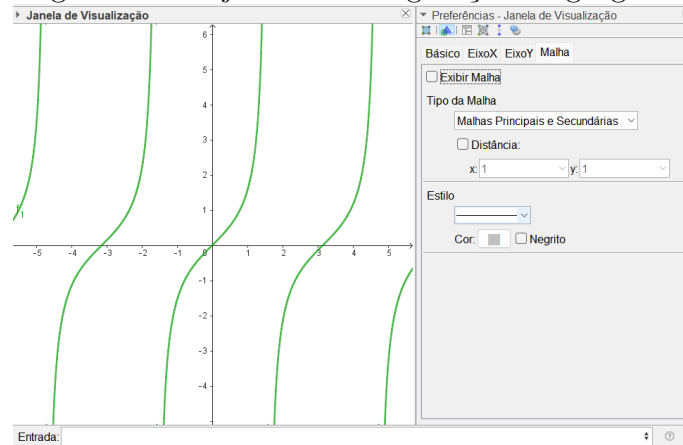 Janela de Visualização
Preferências - Janela de Visualização
Básico EixoX EixoY Malha
Exibir Malha
Tipo da Malha
Malhas Principais e Secundárias
Distância:
x: 1 y: 1
Estilo
Cor: Negrito
6
5
4
3
2
1
f1
-5 -4 -3 -2 -1 0 1 2 3 4 5
-1
-2
-3
-4
Entrada: